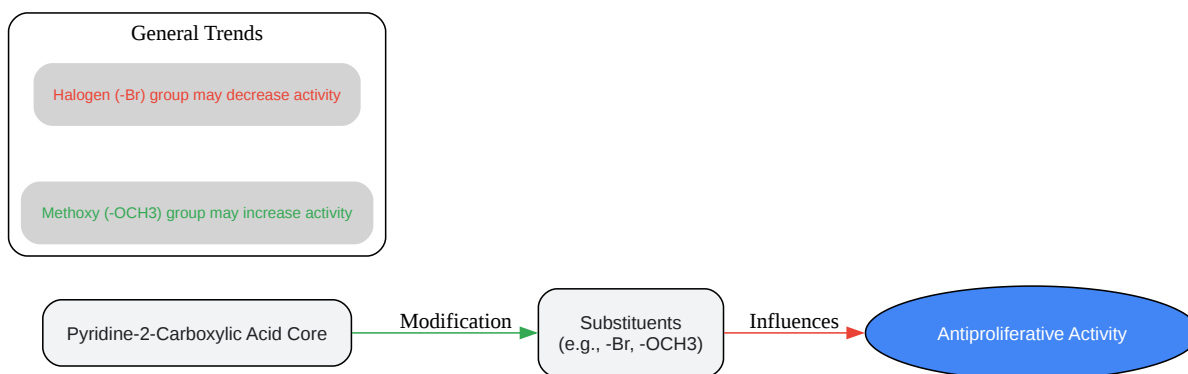 General Trends
Halogen (-Br) group may decrease activity
Methoxy (-OCH3) group may increase activity
Pyridine-2-Carboxylic Acid Core
Modification
Substituents
(e.g., -Br, -OCH3)
Influences
Antiproliferative Activity